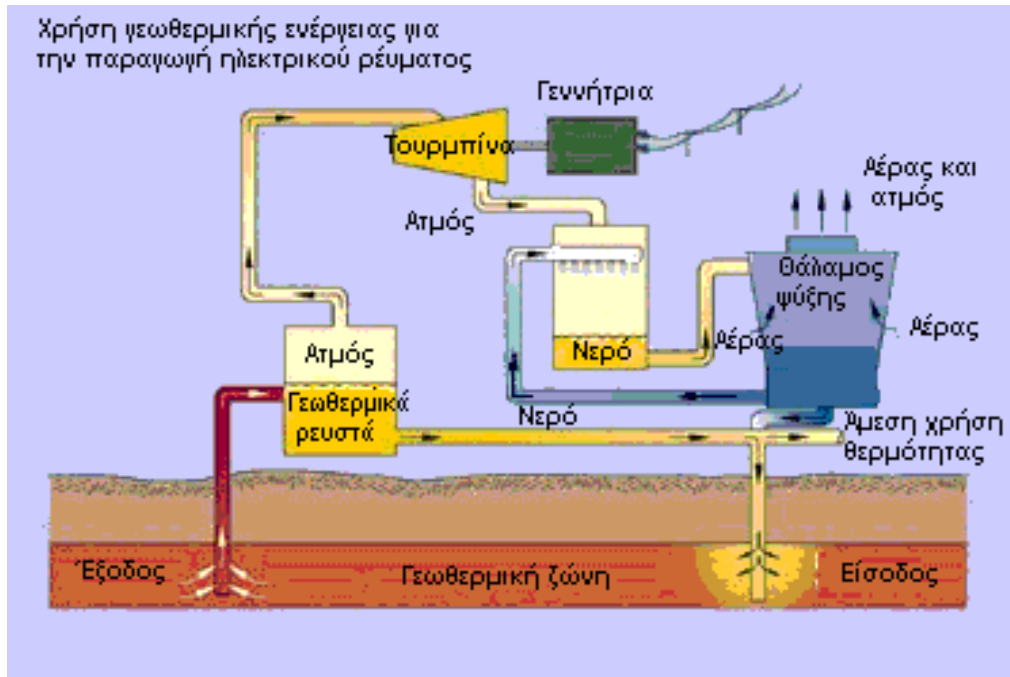 Χρήση γεωθερμικής ενέργειας για
την παραγωγή ηλεκτρικού ρέυματος
Γεννήτρια
Τουρμπίνα
Αέρας και
ατμός
Ατμός
Θάλαμος
ψύξης
Αέρας
Αέρας
Ατμός
Νερό
Γεωθερμικά
ρευστά
Νερό
Άμεση χρήση
θερμότητας
Έξοδος
Γεωθερμική ζώνη
Είσοδος